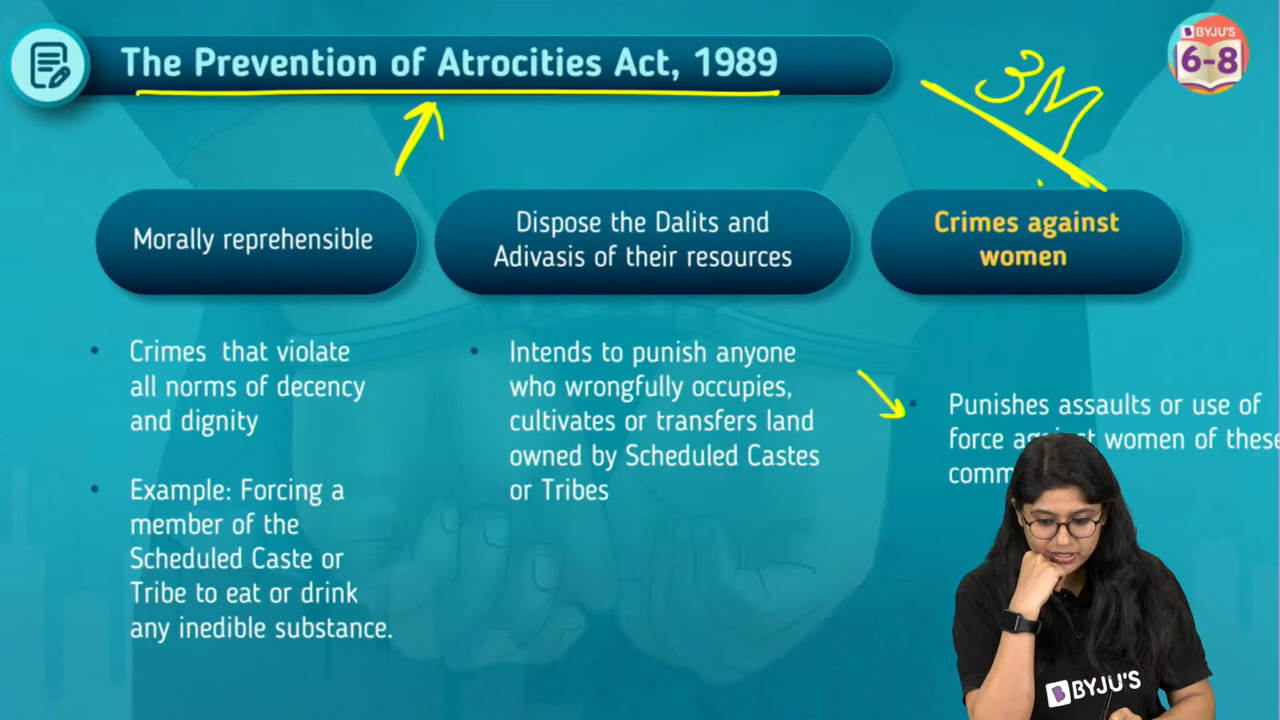 The Prevention of Atrocities Act, 1989
BYJU'S
6-8
3M
Morally reprehensible
Dispose the Dalits and
Adivasis of their resources
Crimes against
women
• Crimes that violate
all norms of decency
and dignity
• Example: Forcing a
member of the
Scheduled Caste or
Tribe to eat or drink
any inedible substance.
• Intends to punish anyone
who wrongfully occupies,
cultivates or transfers land
owned by Scheduled Castes
or Tribes
• Punishes assaults or use of
force women of these
BYJU'S